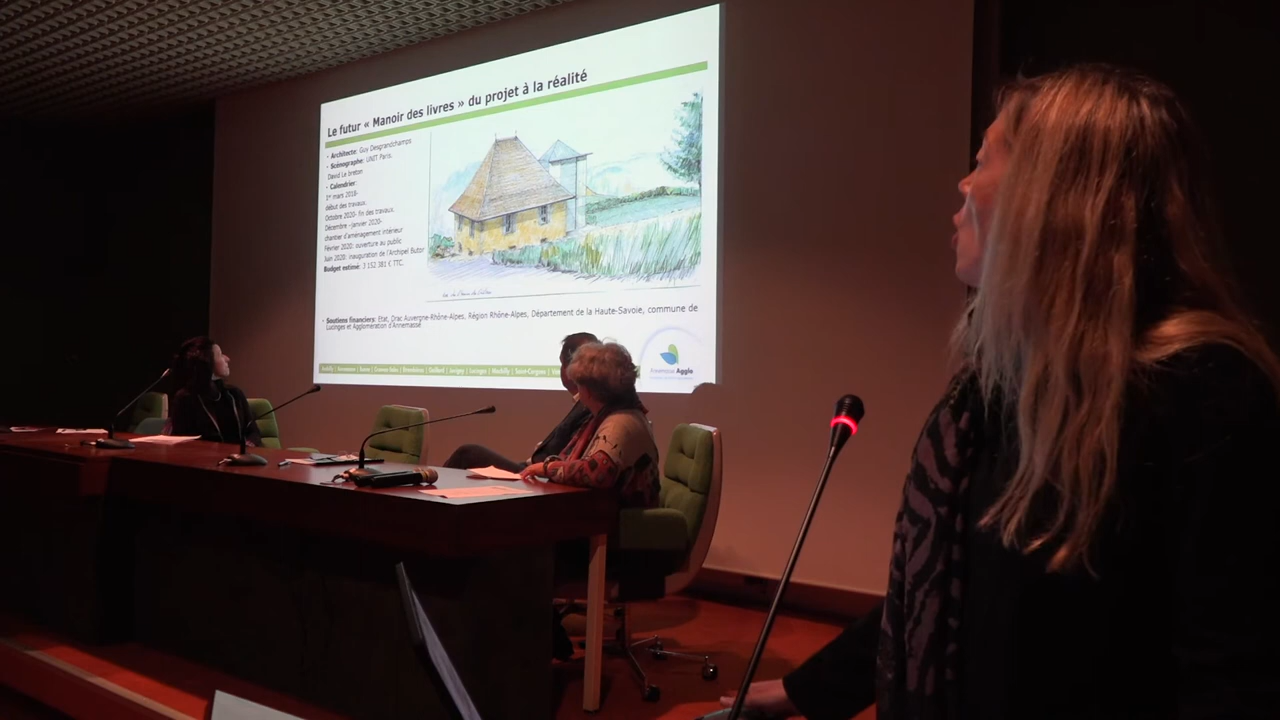 Le futur « Manoir des livres » du projet à la réalité
- Architecte: Guy Desgrandchamps
- Scénographe: UNIT Paris.
David Le breton
- Calendrier:
1er mars 2018-
début des travaux.
Octobre 2020- fin des travaux.
Décembre -janvier 2020-
chantier d'aménagement intérieur
Février 2020: ouverture au public
Juin 2020: inauguration de l'Archipel Butor
Budget estimé: 3 152 381 € TTC.
- Soutiens financiers: Etat, Drac Auvergne-Rhône-Alpes, Région Rhône-Alpes, Département de la Haute-Savoie, commune de
Lucinges et Agglomération d'Annemasse
Annemasse Agglo